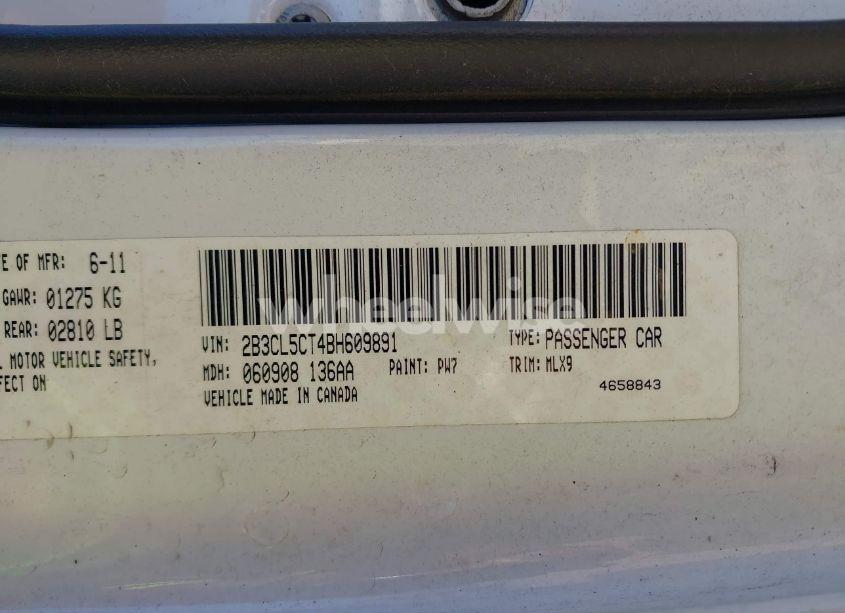 E OF MFR: 6-11
GAWR: 01275 KG
REAR: 02810 LB
MOTOR VEHICLE SAFETY,
FFECT ON
VIN: 2B3CL5CT4BH609891
TYPE: PASSENGER CAR
MDH: 060908 136AA
PAINT: PW7
TRIM: MLX9
VEHICLE MADE IN CANADA
4658843
wheelwise